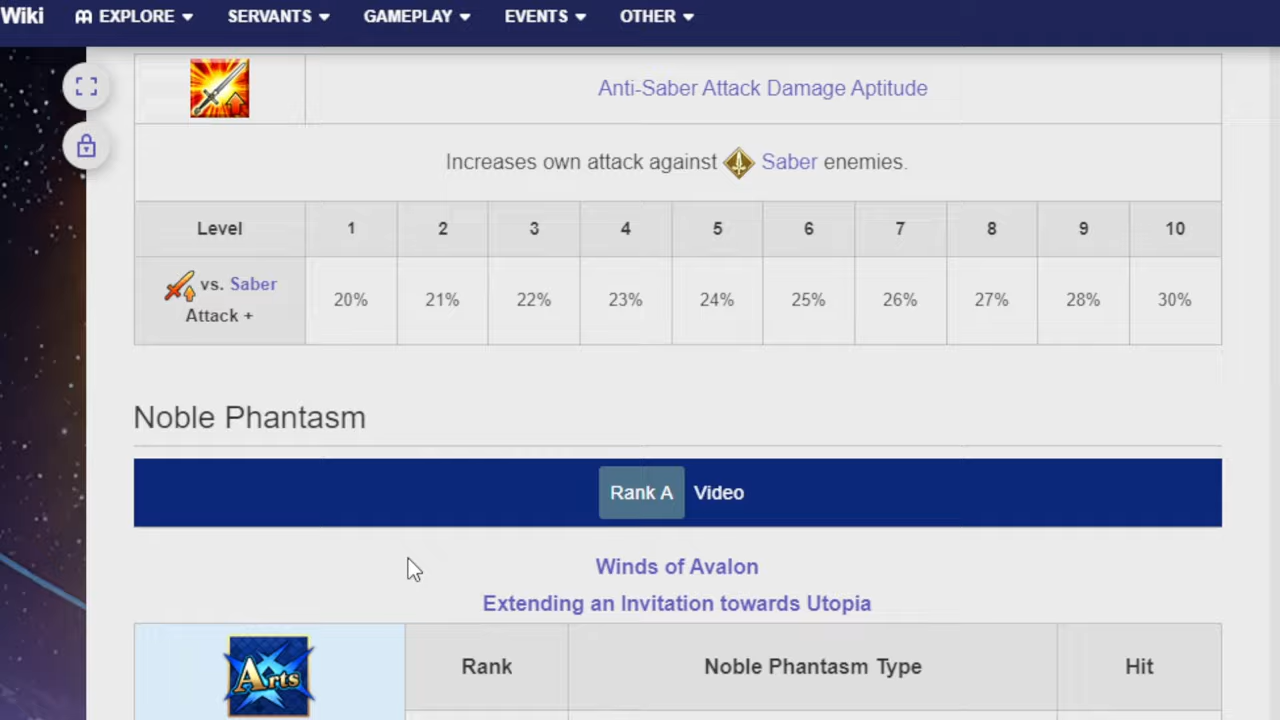 Wiki EXPLORE SERVANTS GAMEPLAY EVENTS OTHER
Anti-Saber Attack Damage Aptitude
Increases own attack against Saber enemies.
Level 1 2 3 4 5 6 7 8 9 10
vs. Saber
Attack + 20% 21% 22% 23% 24% 25% 26% 27% 28% 30%
Noble Phantasm
Rank A Video
Winds of Avalon
Extending an Invitation towards Utopia
Arts Rank Noble Phantasm Type Hit